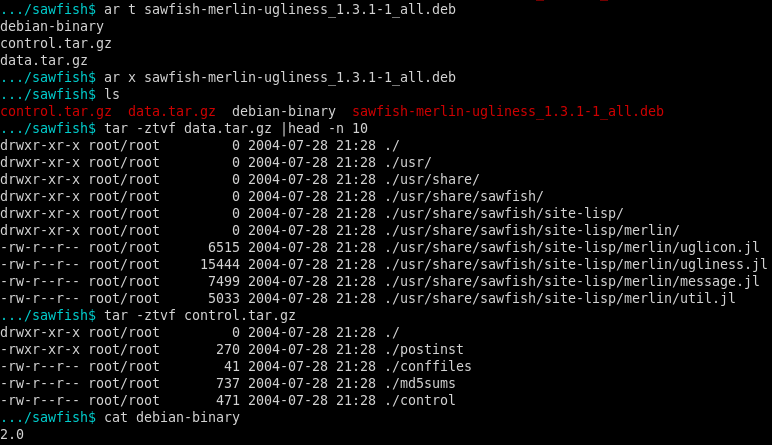 .../sawfish$ ar t sawfish-merlin-ugliness_1.3.1-1_all.deb
debian-binary
control.tar.gz
data.tar.gz
.../sawfish$ ar x sawfish-merlin-ugliness_1.3.1-1_all.deb
.../sawfish$ ls
control.tar.gz  data.tar.gz  debian-binary  sawfish-merlin-ugliness_1.3.1-1_all.deb
.../sawfish$ tar -ztvf data.tar.gz |head -n 10
drwxr-xr-x root/root         0 2004-07-28 21:28 ./
drwxr-xr-x root/root         0 2004-07-28 21:28 ./usr/
drwxr-xr-x root/root         0 2004-07-28 21:28 ./usr/share/
drwxr-xr-x root/root         0 2004-07-28 21:28 ./usr/share/sawfish/
drwxr-xr-x root/root         0 2004-07-28 21:28 ./usr/share/sawfish/site-lisp/
drwxr-xr-x root/root         0 2004-07-28 21:28 ./usr/share/sawfish/site-lisp/merlin/
-rw-r--r-- root/root      6515 2004-07-28 21:28 ./usr/share/sawfish/site-lisp/merlin/uglicon.jl
-rw-r--r-- root/root     15444 2004-07-28 21:28 ./usr/share/sawfish/site-lisp/merlin/ugliness.jl
-rw-r--r-- root/root      7499 2004-07-28 21:28 ./usr/share/sawfish/site-lisp/merlin/message.jl
-rw-r--r-- root/root      5033 2004-07-28 21:28 ./usr/share/sawfish/site-lisp/merlin/util.jl
.../sawfish$ tar -ztvf control.tar.gz
drwxr-xr-x root/root         0 2004-07-28 21:28 ./
-rwxr-xr-x root/root       270 2004-07-28 21:28 ./postinst
-rw-r--r-- root/root        41 2004-07-28 21:28 ./conffiles
-rw-r--r-- root/root       737 2004-07-28 21:28 ./md5sums
-rw-r--r-- root/root       471 2004-07-28 21:28 ./control
.../sawfish$ cat debian-binary
2.0